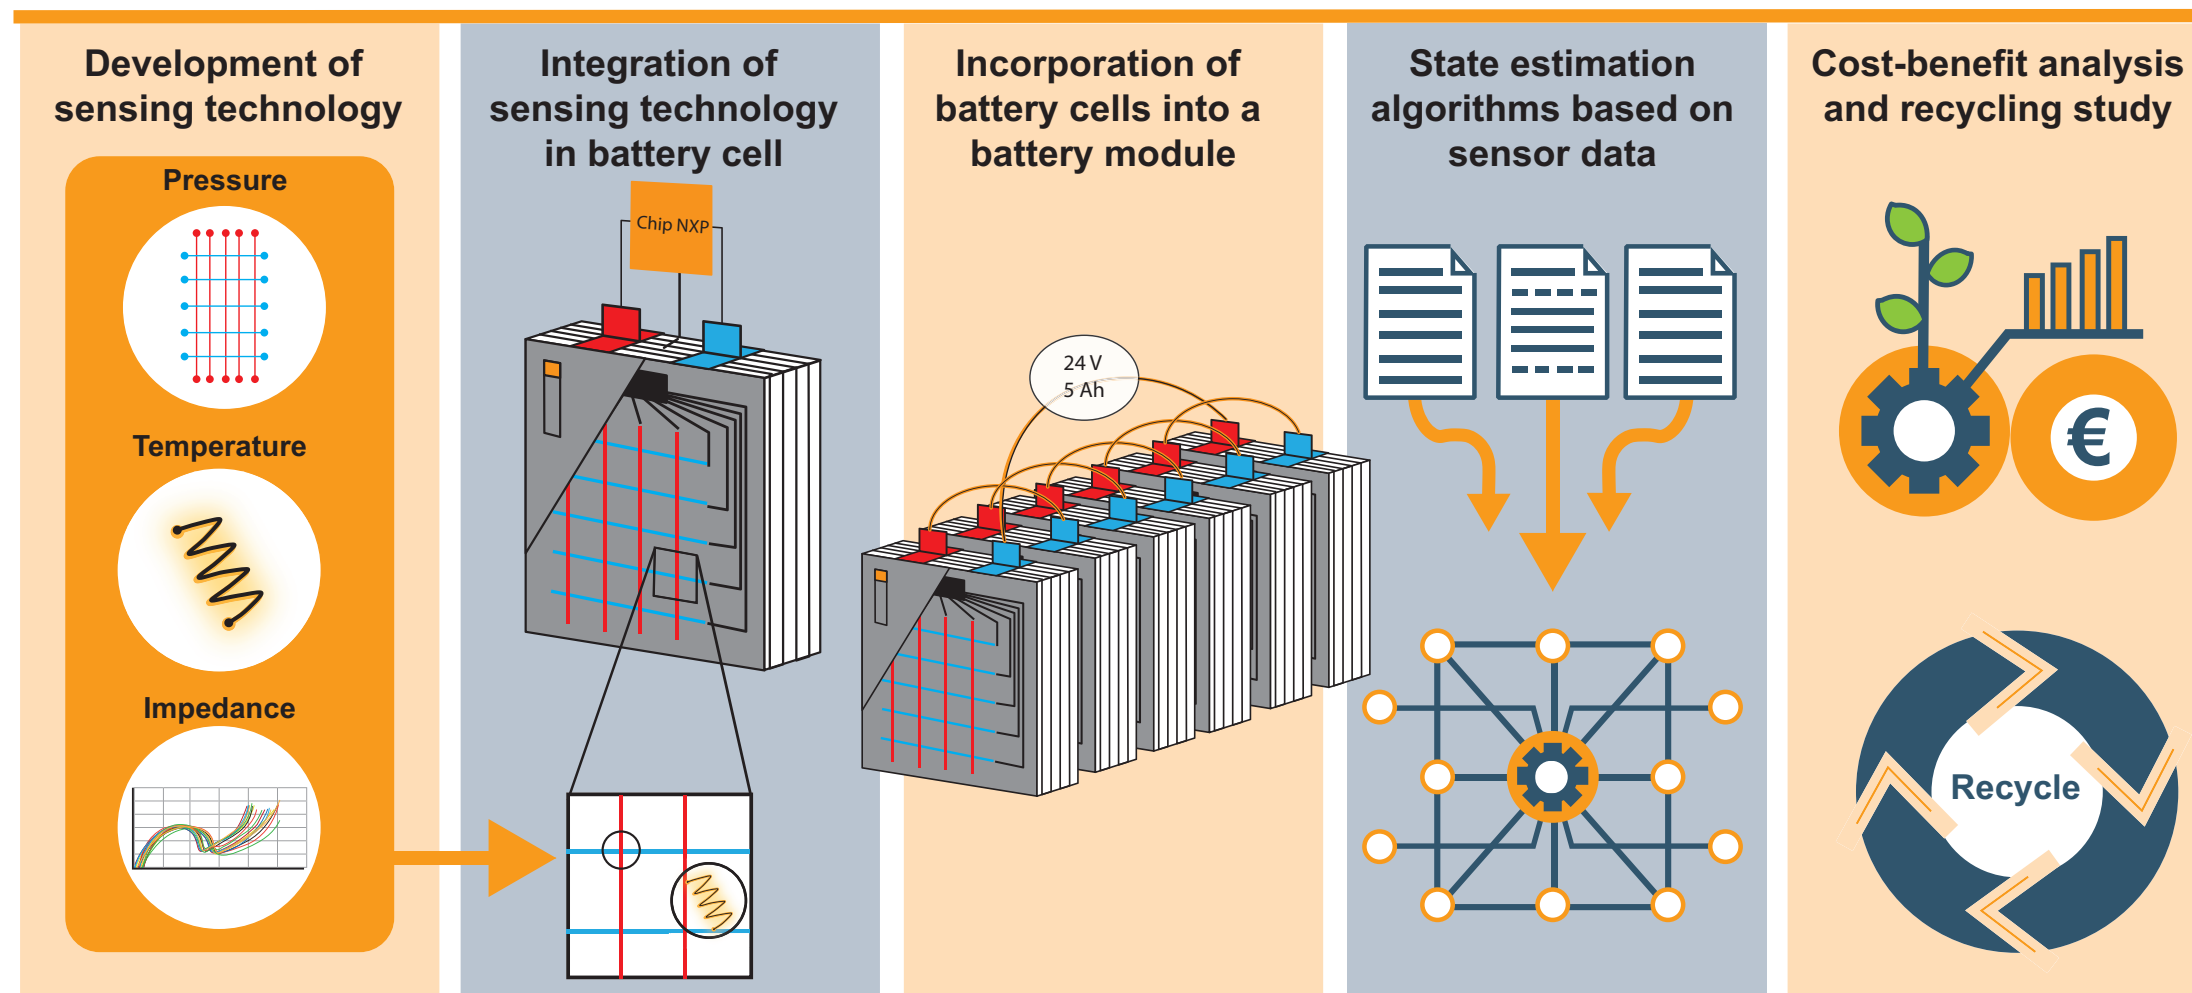 Development of
sensing technology
Pressure
Temperature
Impedance
Integration of
sensing technology
in battery cell
Chip NXP
Incorporation of
battery cells into a
battery module
24 V
5 Ah
State estimation
algorithms based on
sensor data
Cost-benefit analysis
and recycling study
€
Recycle